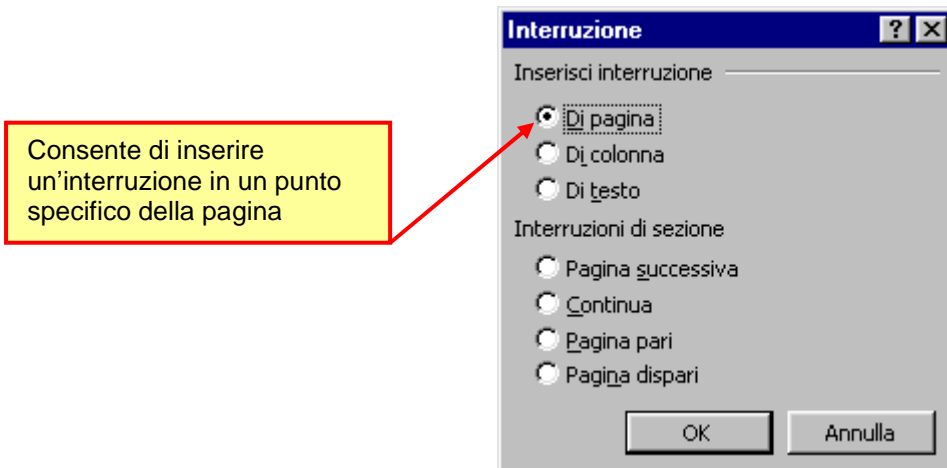 Interruzione
Inserisci interruzione
Di pagina
Di colonna
Di testo
Consente di inserire
un'interruzione in un punto
specifico della pagina
Interruzioni di sezione
Pagina successiva
Continua
Pagina pari
Pagina dispari
OK Annulla